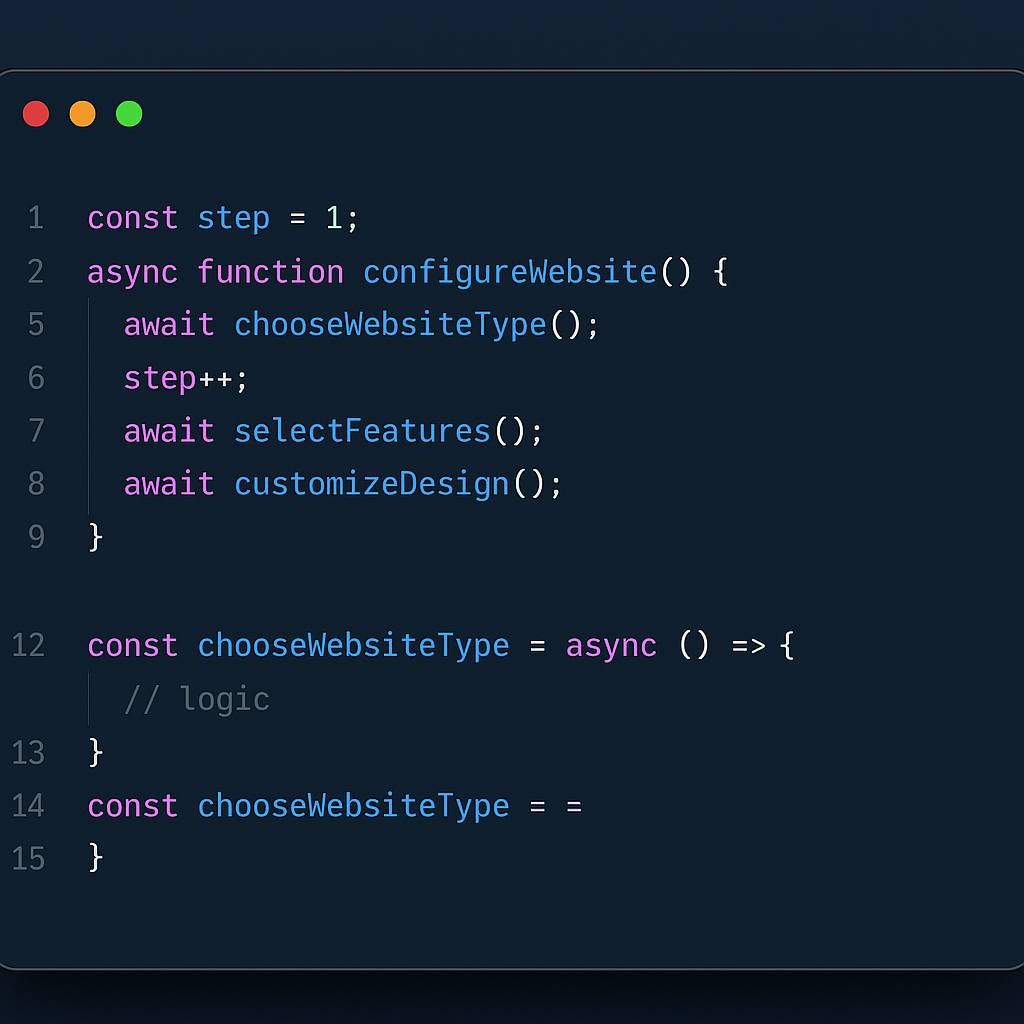 1 const step = 1;
2 async function configureWebsite() {
5 await chooseWebsiteType();
6 step++;
7 await selectFeatures();
8 await customizeDesign();
9 }
12 const chooseWebsiteType = async () => {
// logic
13 }
14 const chooseWebsiteType = =
15 }